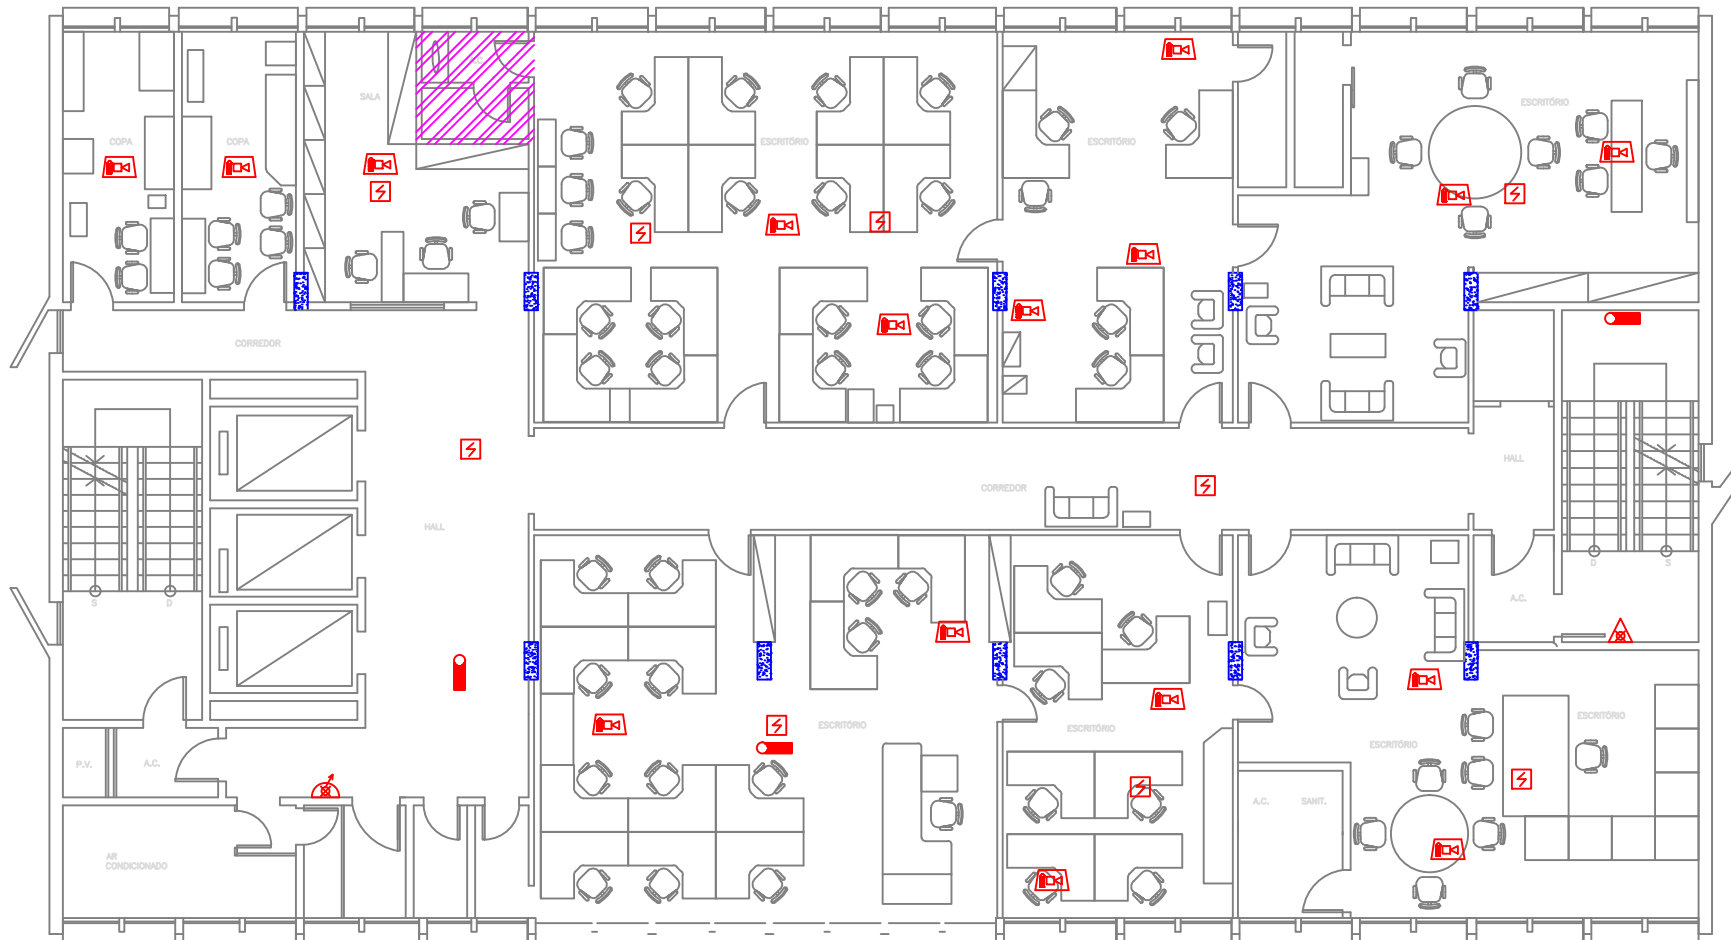 ESCRITÓRIO
SALA
COPA
COPA
ESCRITÓRIO
ESCRITÓRIO
CORREDOR
HALL
CORREDOR
HALL
D
S
S
D
A.C.
ESCRITÓRIO
ESCRITÓRIO
ESCRITÓRIO
ESCRITÓRIO
P.V.
A.C.
A.C.
SANIT.
AR
CONDICIONADO